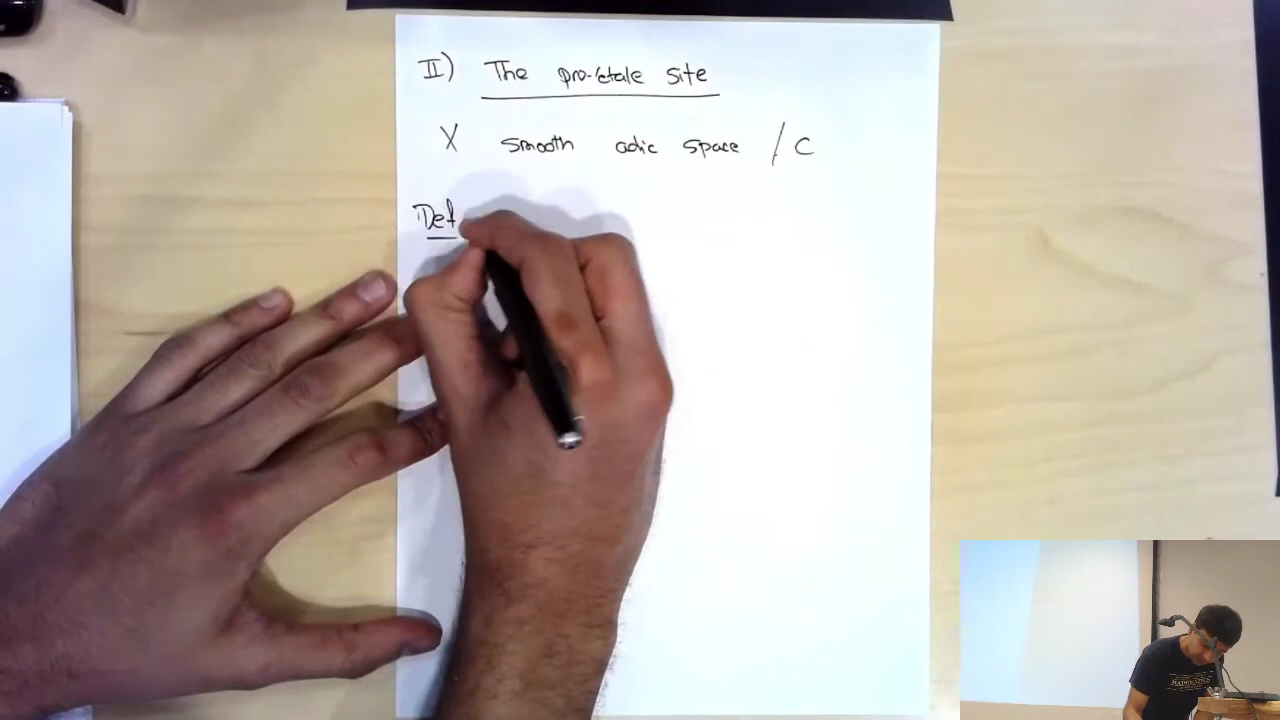 II) The pro-étale site
X smooth adic space / C
Def